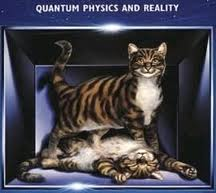 QUANTUM PHYSICS AND REALITY